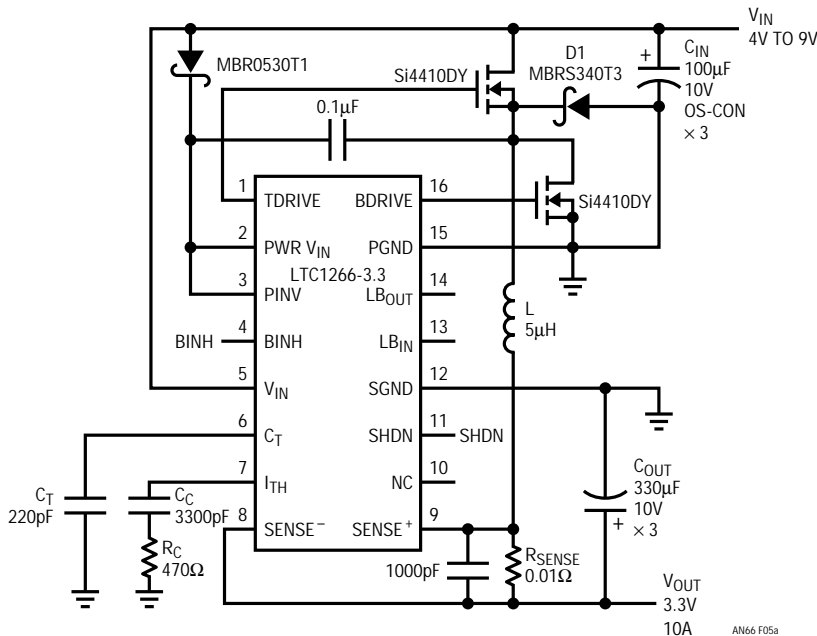 VIN
4V TO 9V
MBR0530T1
Si4410DY
D1
MBRS340T3
+
CIN
100µF
10V
OS-CON
× 3
0.1µF
Si4410DY
1
TDRIVE
BDRIVE
16
2
PWR VIN
PGND
15
LTC1266-3.3
3
PINV
LBOUT
14
BINH
4
BINH
LBIN
13
5
VIN
SGND
12
6
CT
SHDN
11
SHDN
7
ITH
NC
10
8
SENSE–
SENSE+
9
L
5µH
CT
220pF
CC
3300pF
RC
470Ω
1000pF
RSENSE
0.01Ω
COUT
330µF
10V
+
× 3
VOUT
3.3V
10A
AN66 F05a